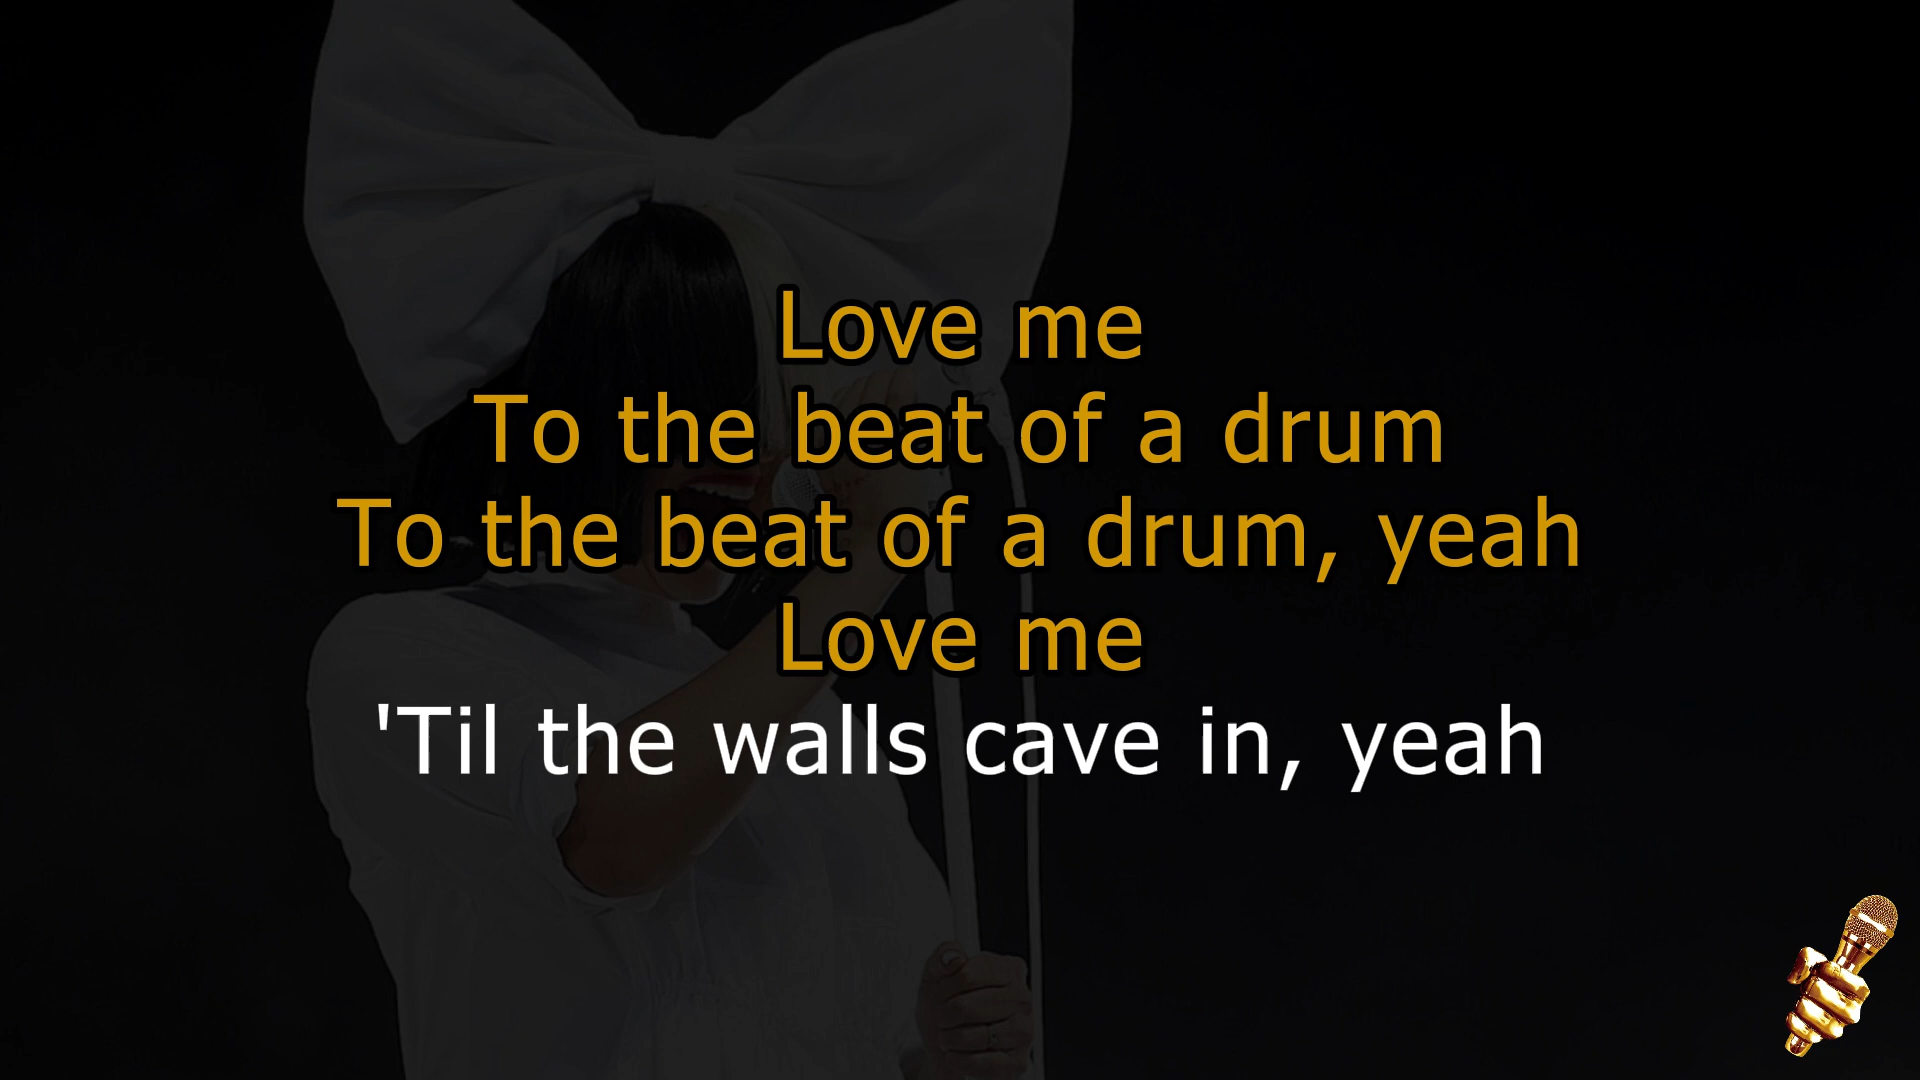 Love me
To the beat of a drum
To the beat of a drum, yeah
Love me
'Til the walls cave in, yeah